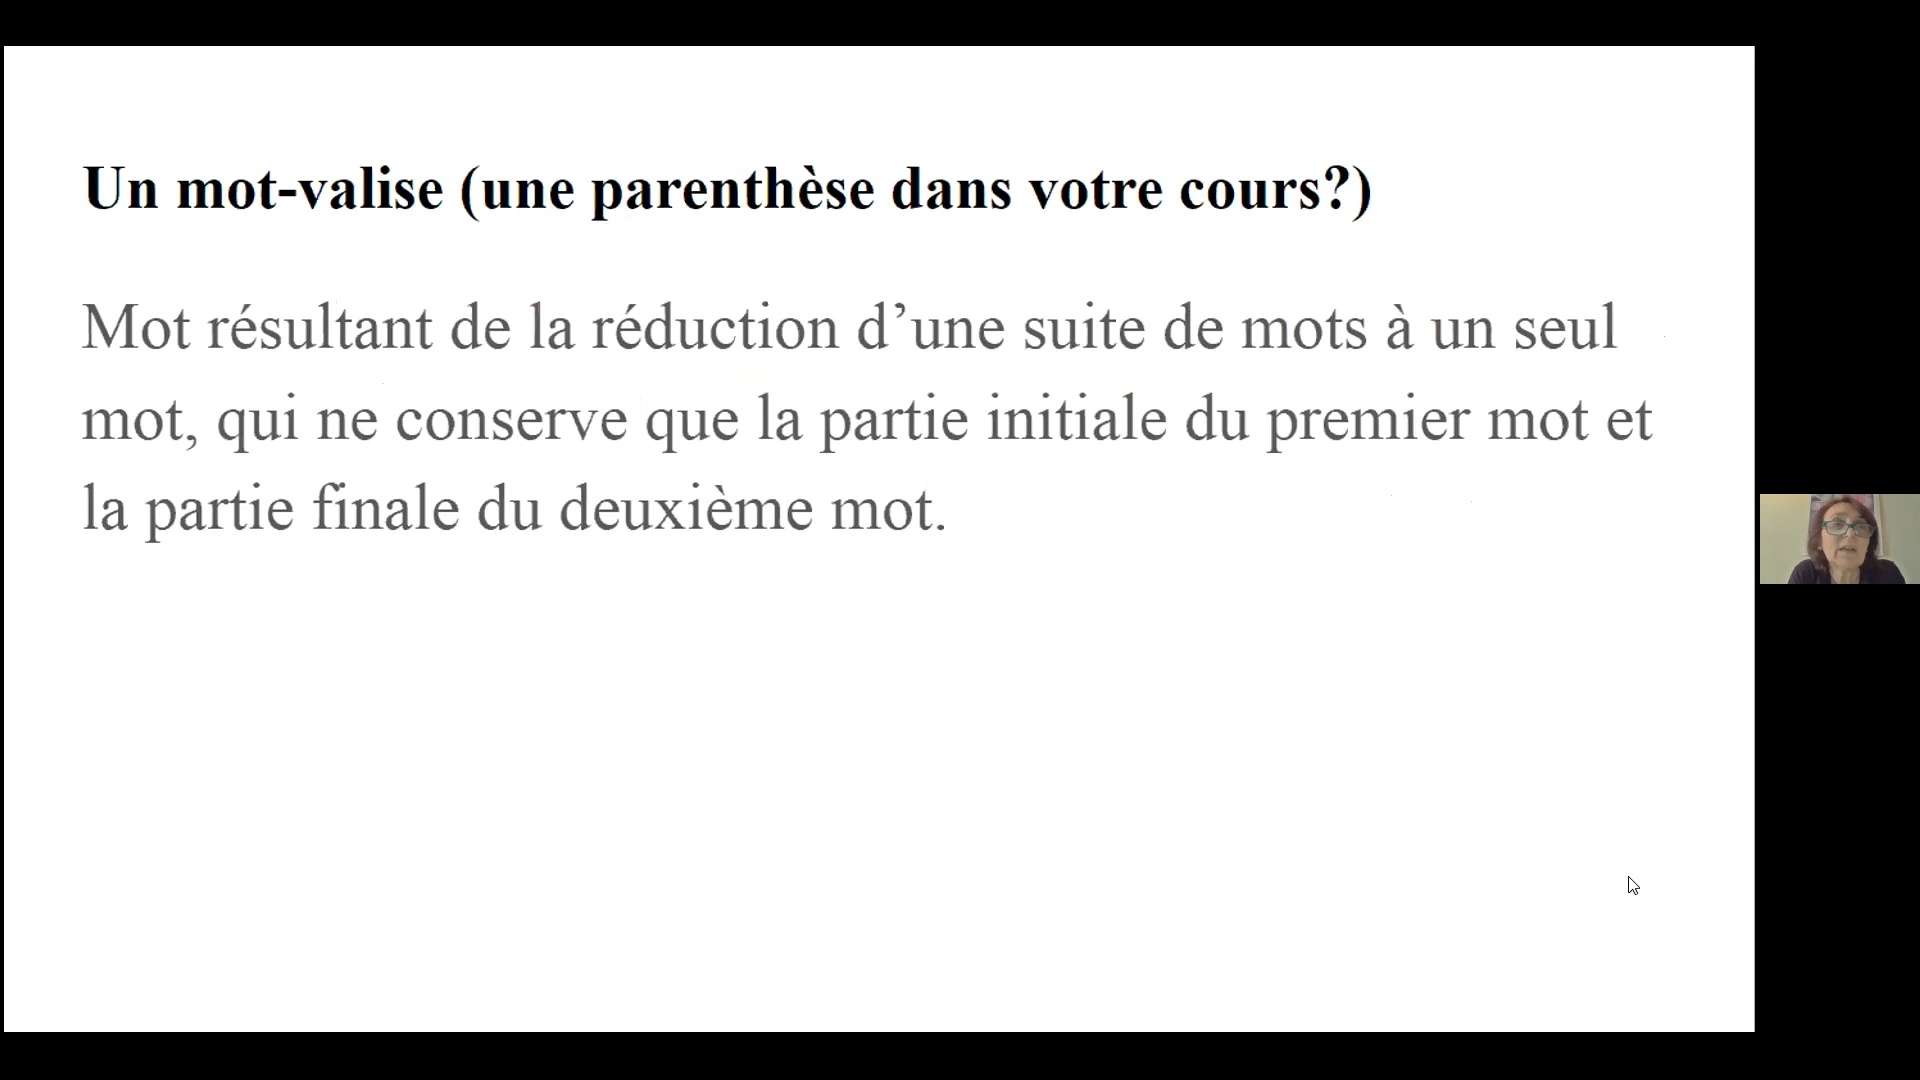 Un mot-valise (une parenthèse dans votre cours?)
Mot résultant de la réduction d’une suite de mots à un seul
mot, qui ne conserve que la partie initiale du premier mot et
la partie finale du deuxième mot.